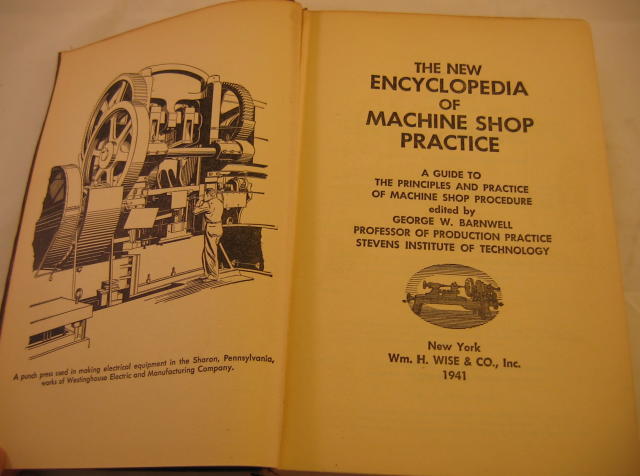 A punch press used in making electrical equipment in the Sharon, Pennsylvania,
works of Westinghouse Electric and Manufacturing Company.
THE NEW
ENCYCLOPEDIA
OF
MACHINE SHOP
PRACTICE
A GUIDE TO
THE PRINCIPLES AND PRACTICE
OF MACHINE SHOP PROCEDURE
edited by
GEORGE W. BARNWELL
PROFESSOR OF PRODUCTION PRACTICE
STEVENS INSTITUTE OF TECHNOLOGY
New York
Wm. H. WISE & CO., Inc.
1941